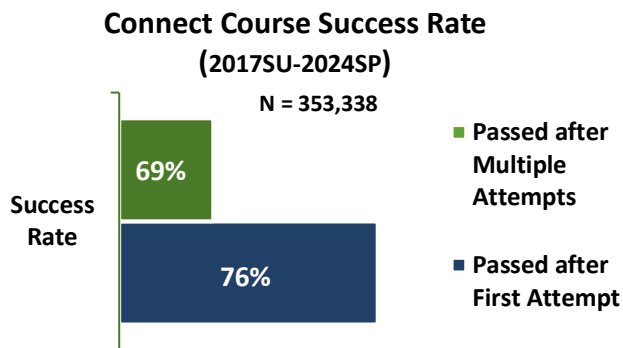 Connect Course Success Rate
(2017SU-2024SP)
N = 353,338
69%
Success
Rate
76%
Passed after
Multiple
Attempts
Passed after
First Attempt